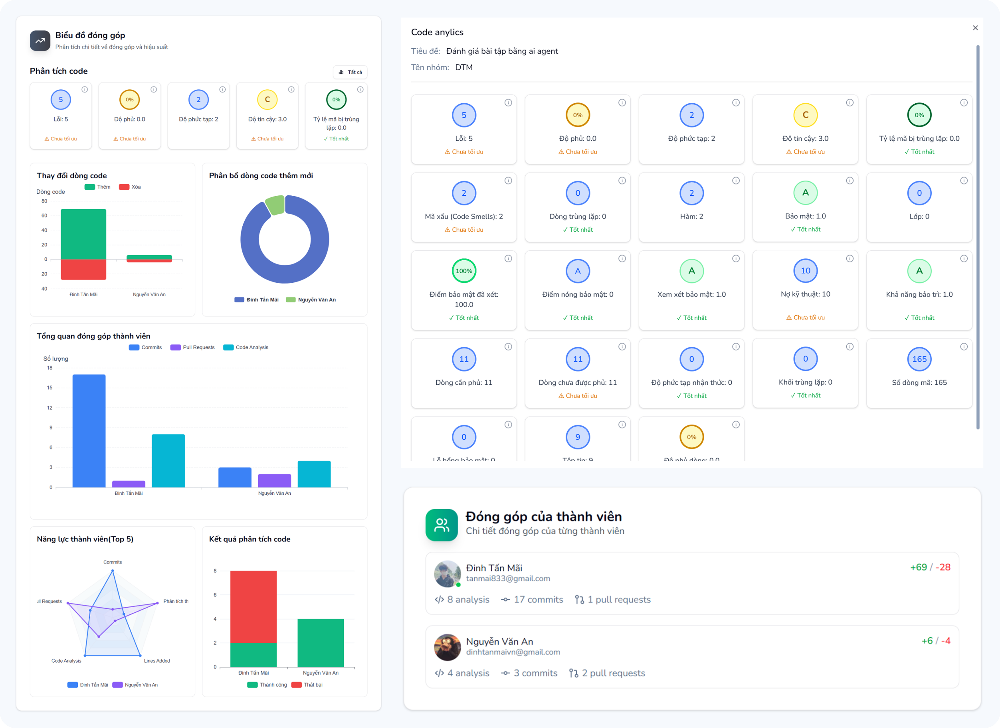 Biểu đồ đóng góp
Phân tích chi tiết về đóng góp và hiệu suất
Phân tích code
Tất cả
5
Lỗi: 5
Chưa tối ưu
0%
Độ phủ: 0.0
Chưa tối ưu
2
Độ phức tạp: 2
C
Độ tin cậy: 3.0
Chưa tối ưu
0%
Tỷ lệ mã bị trùng
lặp: 0.0
✓ Tốt nhất
Thay đổi dòng code
Thêm
Xóa
Dòng code
80
60
40
20
0
20
40
Đinh Tấn Mãi
Nguyễn Văn An
Phân bổ dòng code thêm mới
Đinh Tấn Mãi
Nguyễn Văn An
Tổng quan đóng góp thành viên
Commits
Pull Requests
Code Analysis
Số lượng
18
15
12
9
6
3
0
Đinh Tấn Mãi
Nguyễn Văn An
Năng lực thành viên(Top 5)
Commits
ull Requests
Phân tích th
Code Analysis
Lines Added
Đinh Tấn Mãi
Nguyễn Văn An
Kết quả phân tích code
8
6
4
2
0
Đinh Tấn Mãi
Nguyễn Văn An
Thành công
Thất bại
Code anylics
Tiêu đề: Đánh giá bài tập bằng ai agent
Tên nhóm: DTM
5
Lỗi: 5
Chưa tối ưu
0%
Độ phủ: 0.0
Chưa tối ưu
2
Độ phức tạp: 2
C
Độ tin cậy: 3.0
Chưa tối ưu
0%
Tỷ lệ mã bị trùng lặp: 0.0
✓ Tốt nhất
2
Mã xấu (Code Smells): 2
Chưa tối ưu
0
Dòng trùng lặp: 0
✓ Tốt nhất
2
Hàm: 2
A
Bảo mật: 1.0
✓ Tốt nhất
0
Lớp: 0
100%
Điểm bảo mật đã xét:
100.0
✓ Tốt nhất
A
Điểm nóng bảo mật: 0
✓ Tốt nhất
A
Xem xét bảo mật: 1.0
✓ Tốt nhất
10
Nợ kỹ thuật: 10
Chưa tối ưu
A
Khả năng bảo trì: 1.0
✓ Tốt nhất
11
Dòng cần phủ: 11
11
Dòng chưa được phủ: 11
Chưa tối ưu
0
Độ phức tạp nhận thức: 0
✓ Tốt nhất
0
Khối trùng lặp: 0
✓ Tốt nhất
165
Số dòng mã: 165
0
Lỗ hổng bảo mật: 0
9
Tệp tin: 9
0%
Độ phủ dòng: 0.0
Đóng góp của thành viên
Chi tiết đóng góp của từng thành viên
Đinh Tấn Mãi
tanmai833@gmail.com
+69 / -28
8 analysis
17 commits
1 pull requests
Nguyễn Văn An
dinhtanmaivn@gmail.com
+6 / -4
4 analysis
3 commits
2 pull requests